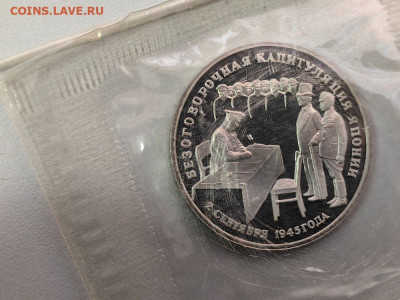 COINS.LAVE.RU
БЕЗОГОВОРОЧНАЯ КАПИТУЛЯЦИЯ ЯПОНИИ
2 СЕНТЯБРЯ 1945 ГОДА